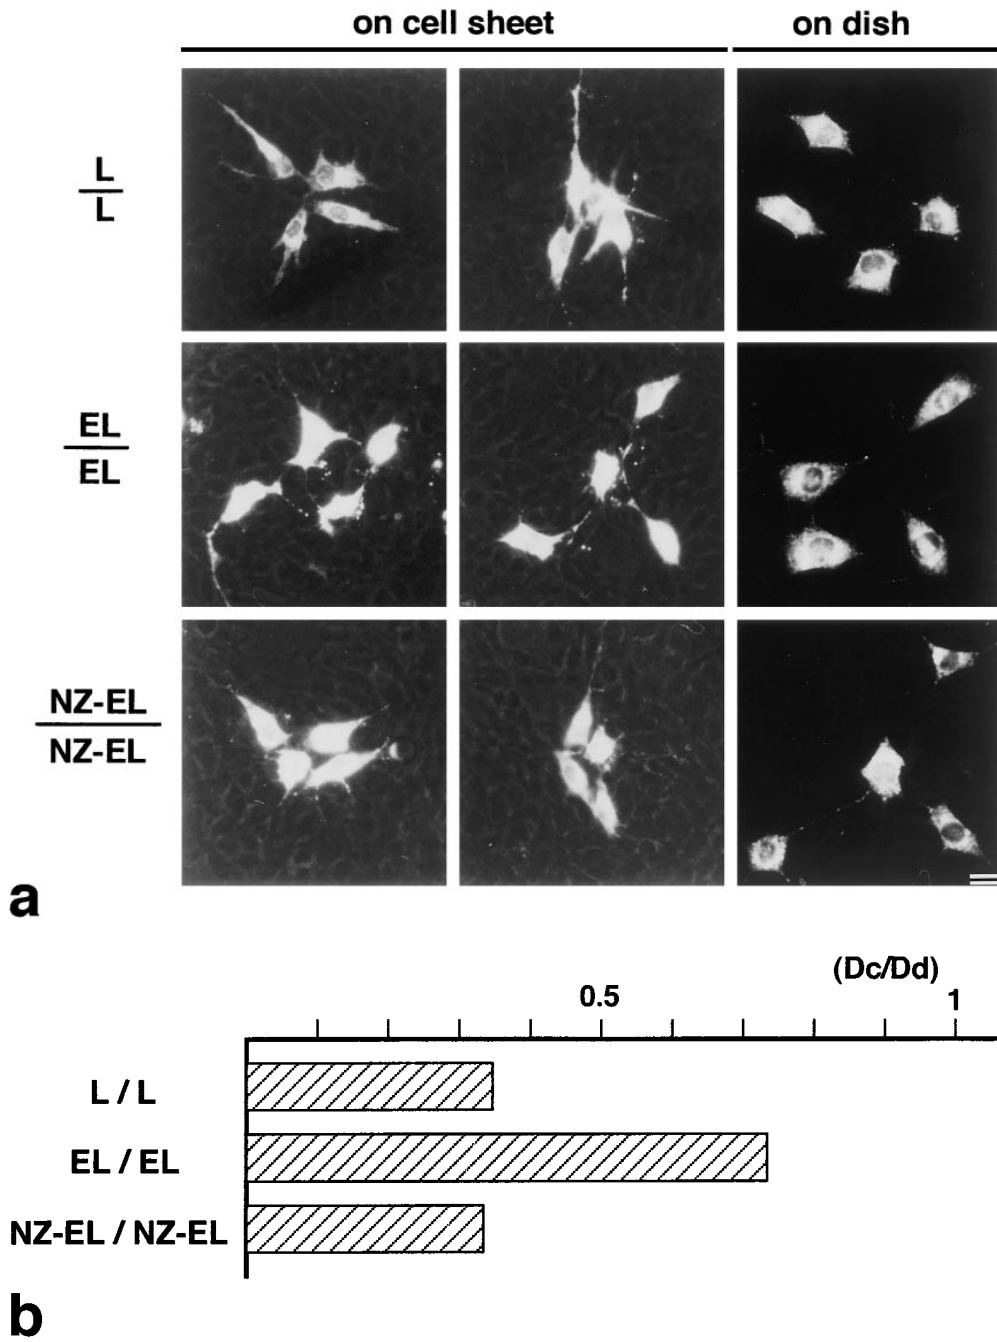 on cell sheet
on dish
L
L
EL
EL
NZ-EL
NZ-EL
a
(Dc/Dd)
0.5
1
L / L
EL / EL
NZ-EL / NZ-EL
b